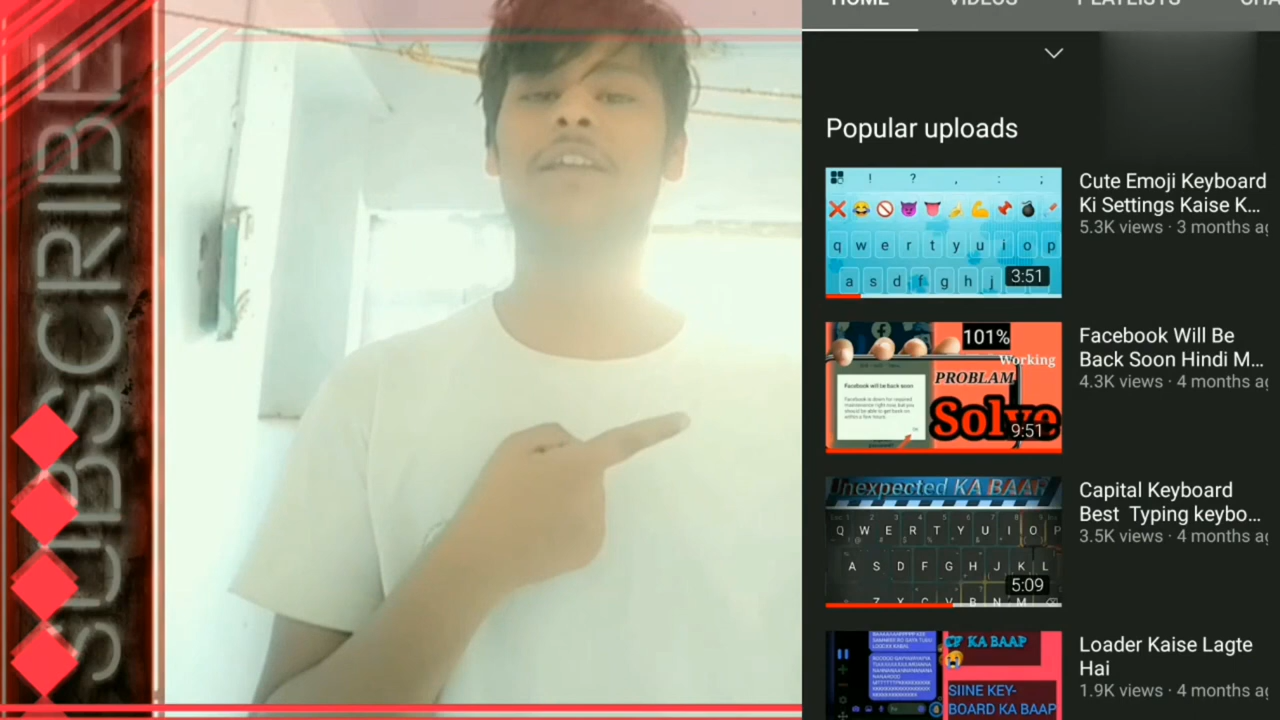 SUBSCRIBE
HOME VIDEOS PLAYLISTS
Popular uploads
! ? , : ;
q w e r t y u i o p
a s d f g h j
3:51
Cute Emoji Keyboard
Ki Settings Kaise K...
5.3K views · 3 months ag
101%
Working
PROBLAM
Solve
Facebook will be back soon
9:51
Facebook Will Be
Back Soon Hindi M...
4.3K views · 4 months ag
Unexpected KA BAAP
Q W E R T Y U I O P
A S D F G H J K L
Z X C V B N M
5:09
Capital Keyboard
Best Typing keybo...
3.5K views · 4 months ag
KA BAAP
SIINE KEY-
BOARD KA BAAP
Loader Kaise Lagte
Hai
1.9K views · 4 months ag